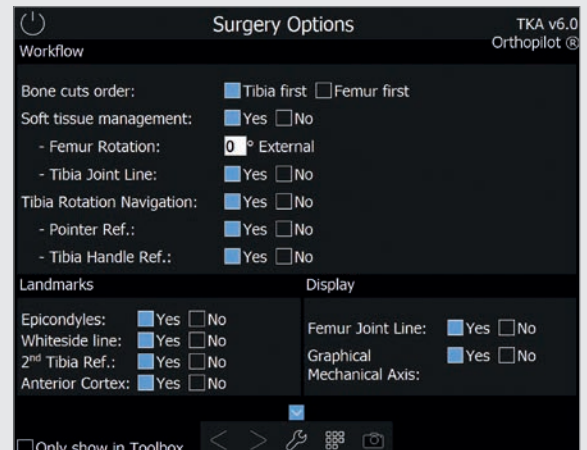 Surgery Options
TKA v6.0
Orthopilot ®
Workflow
Bone cuts order: Tibia first Femur first
Soft tissue management: Yes No
- Femur Rotation: 0 ° External
- Tibia Joint Line: Yes No
Tibia Rotation Navigation: Yes No
- Pointer Ref.: Yes No
- Tibia Handle Ref.: Yes No
Landmarks
Epicondyles: Yes No
Whiteside line: Yes No
2nd Tibia Ref.: Yes No
Anterior Cortex: Yes No
Display
Femur Joint Line: Yes No
Graphical Yes No
Mechanical Axis:
Only show in Toolbox